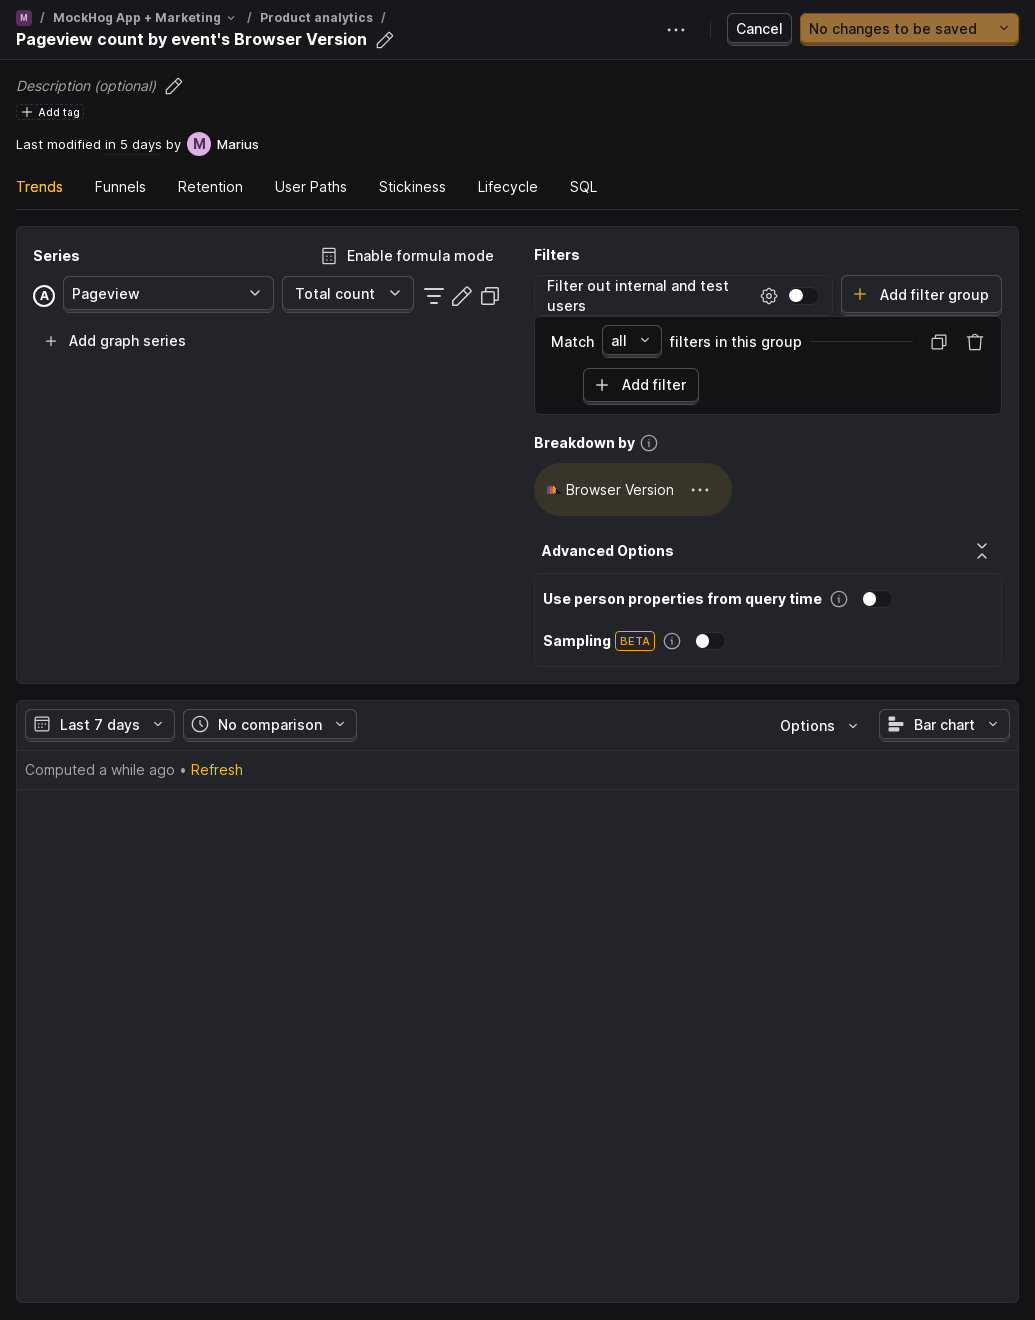 M / MockHog App + Marketing / Product analytics /
Pageview count by event's Browser Version
Cancel
No changes to be saved
Description (optional)
Add tag
Last modified in 5 days by M Marius
Trends Funnels Retention User Paths Stickiness Lifecycle SQL
Series
Enable formula mode
A Pageview Total count
Add graph series
Filters
Filter out internal and test
users
Add filter group
Match all filters in this group
Add filter
Breakdown by
Browser Version
Advanced Options
Use person properties from query time
Sampling BETA
Last 7 days No comparison Options Bar chart
Computed a while ago • Refresh